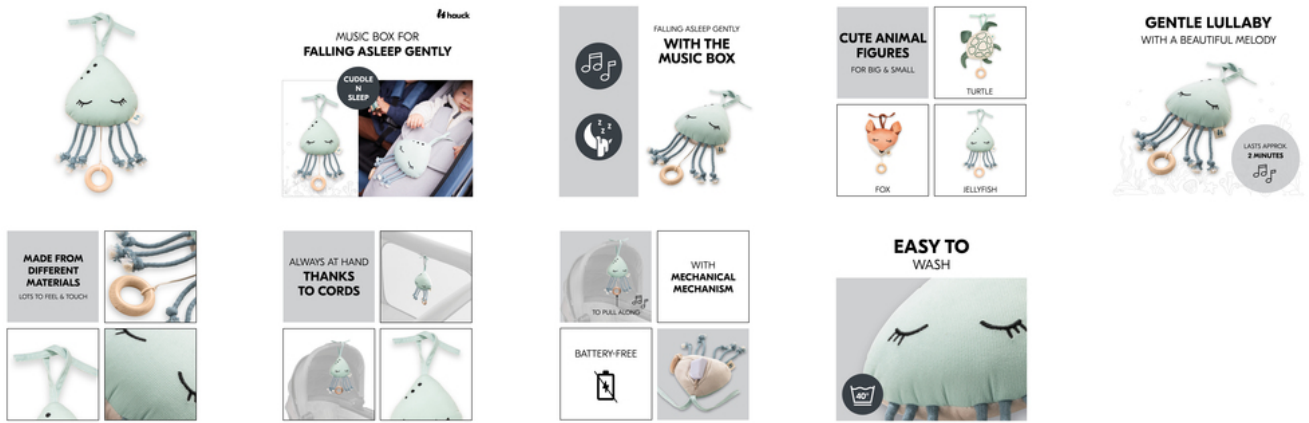 hauck
MUSIC BOX FOR
FALLING ASLEEP GENTLY
CUDDLE
N
SLEEP
FALLING ASLEEP GENTLY
WITH THE
MUSIC BOX
Z Z Z
CUTE ANIMAL
FIGURES
FOR BIG & SMALL
TURTLE
FOX
JELLYFISH
GENTLE LULLABY
WITH A BEAUTIFUL MELODY
LASTS APPROX.
2 MINUTES
MADE FROM
DIFFERENT
MATERIALS
LOTS TO FEEL & TOUCH
ALWAYS AT HAND
THANKS
TO CORDS
TO PULL ALONG
WITH
MECHANICAL
MECHANISM
BATTERY-FREE
EASY TO
WASH
40°